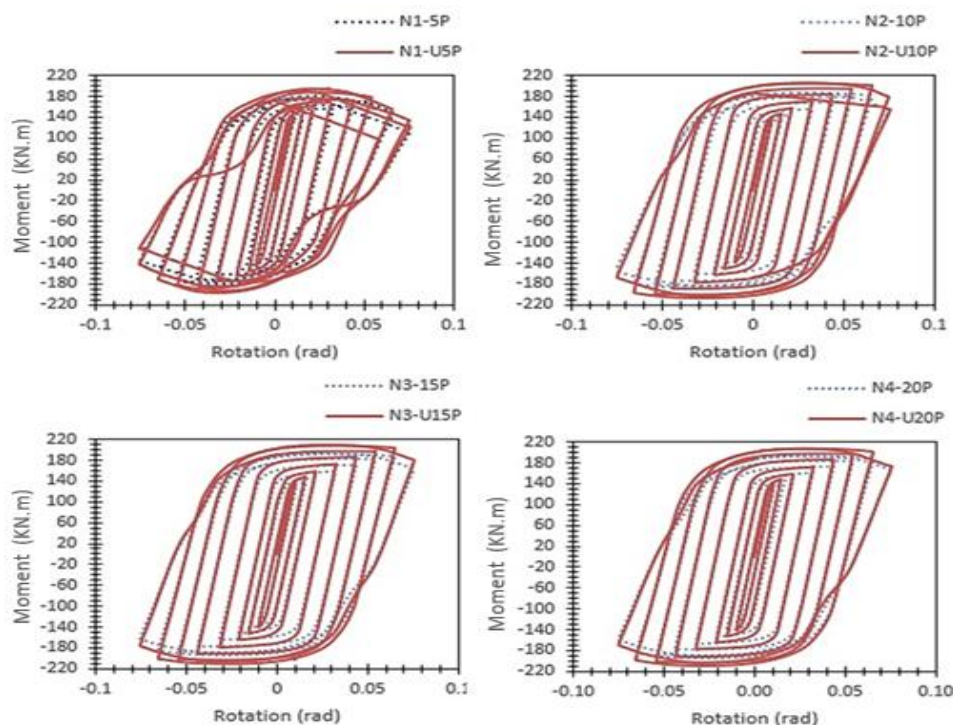 N1-5P
N1-U5P
220
180
140
100
60
20
-20
-60
-100
-140
-180
-220
Moment (KN.m)
-0.1 -0.05 0 0.05 0.1
Rotation (rad)
N2-10P
N2-U10P
220
180
140
100
60
20
-20
-60
-100
-140
-180
-220
Moment (KN.m)
-0.1 -0.05 0 0.05 0.1
Rotation (rad)
N3-15P
N3-U15P
220
180
140
100
60
20
-20
-60
-100
-140
-180
-220
Moment (KN.m)
-0.1 -0.05 0 0.05 0.1
Rotation (rad)
N4-20P
N4-U20P
220
180
140
100
60
20
-20
-60
-100
-140
-180
-220
Moment (KN.m)
-0.10 -0.05 0.00 0.05 0.10
Rotation (rad)